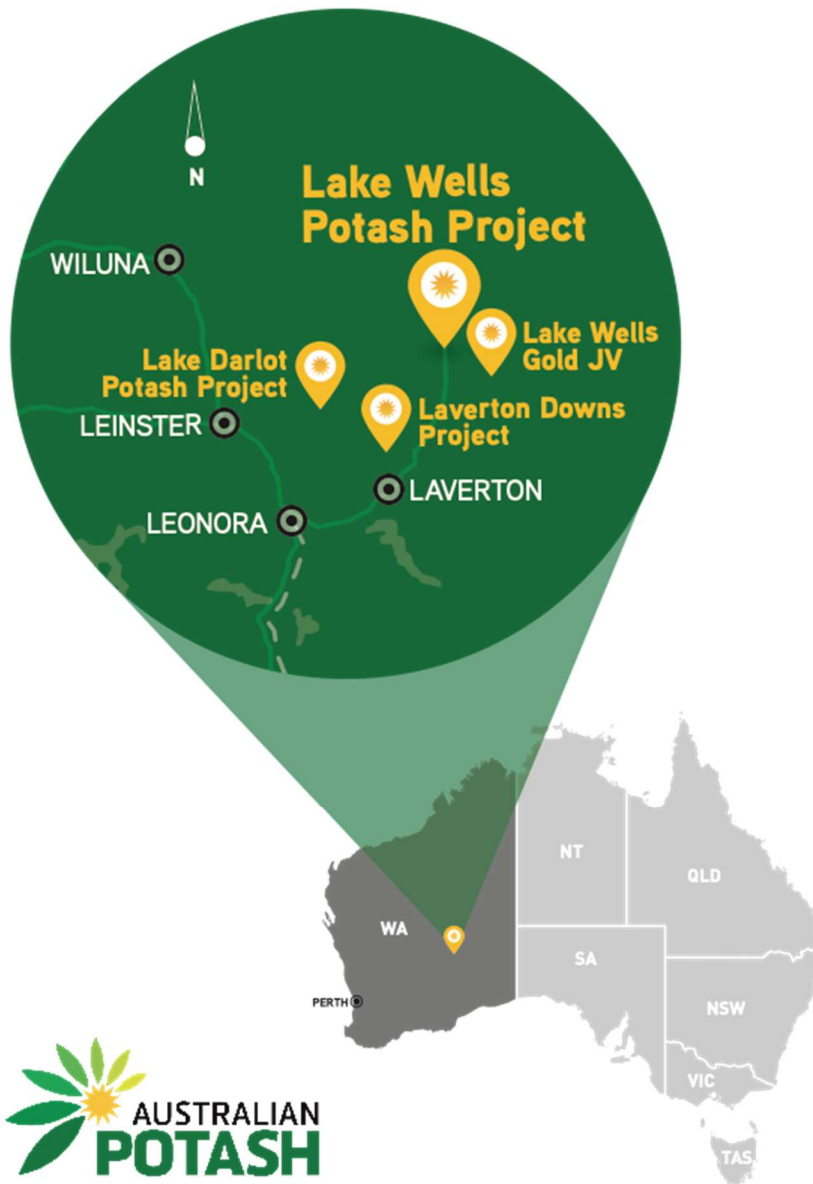 N
Lake Wells
Potash Project
WILUNA
Lake Wells
Gold JV
Lake Darlot
Potash Project
Laverton Downs
Project
LEINSTER
LAVERTON
LEONORA
NT
QLD
WA
SA
PERTH
NSW
VIC
TAS
AUSTRALIAN
POTASH